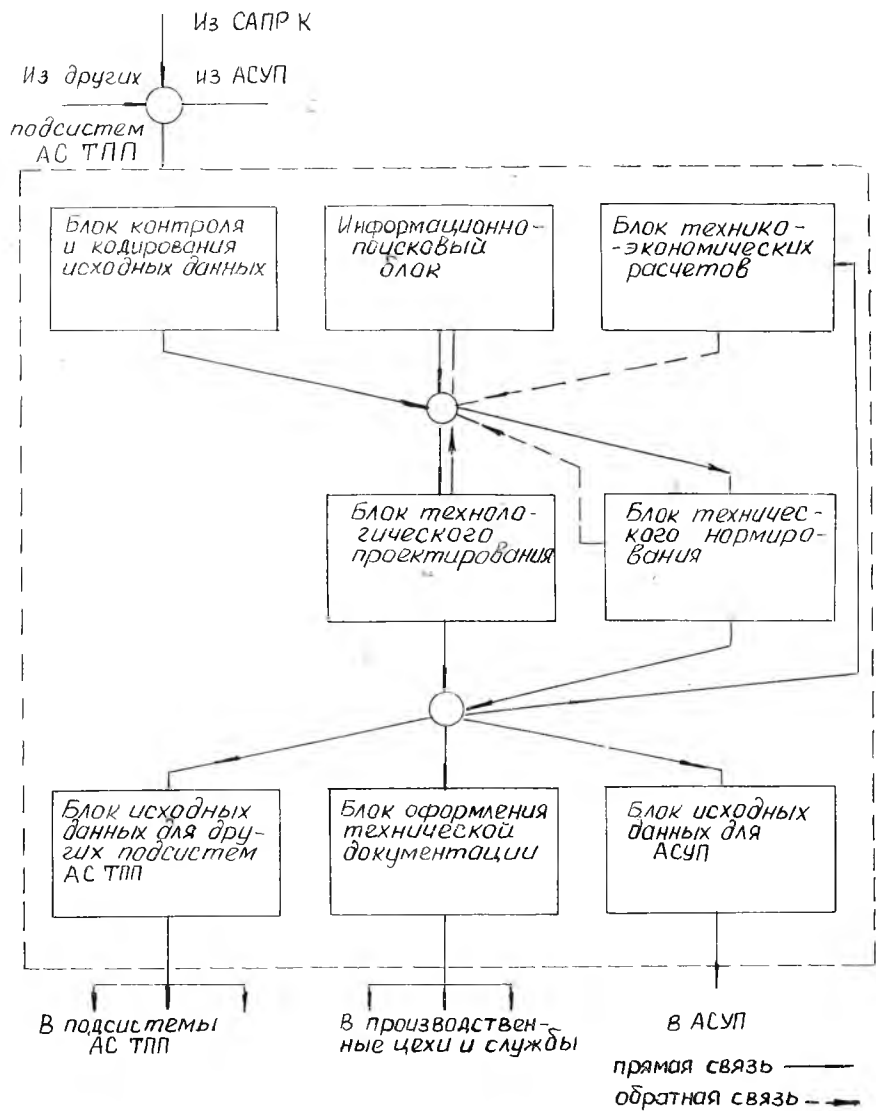 Из САПР К
Из других
из АСУП
подсистем
АС ТПП
Блок контроля
и кодирования
исходных данных
Информационно-
поисковый
блок
Блок технико-
-экономических
расчетов
Блок техноло-
гического
проектирования
Блок техничес-
кого нормиро-
вания
Блок исходных
данных для дру-
гих подсистем
АС ТПП
Блок оформления
технической
документации
Блок исходных
данных для
АСУП
В подсистемы
АС ТПП
В производствен-
ные цехи и службы
в АСУП
прямая связь
обратная связь